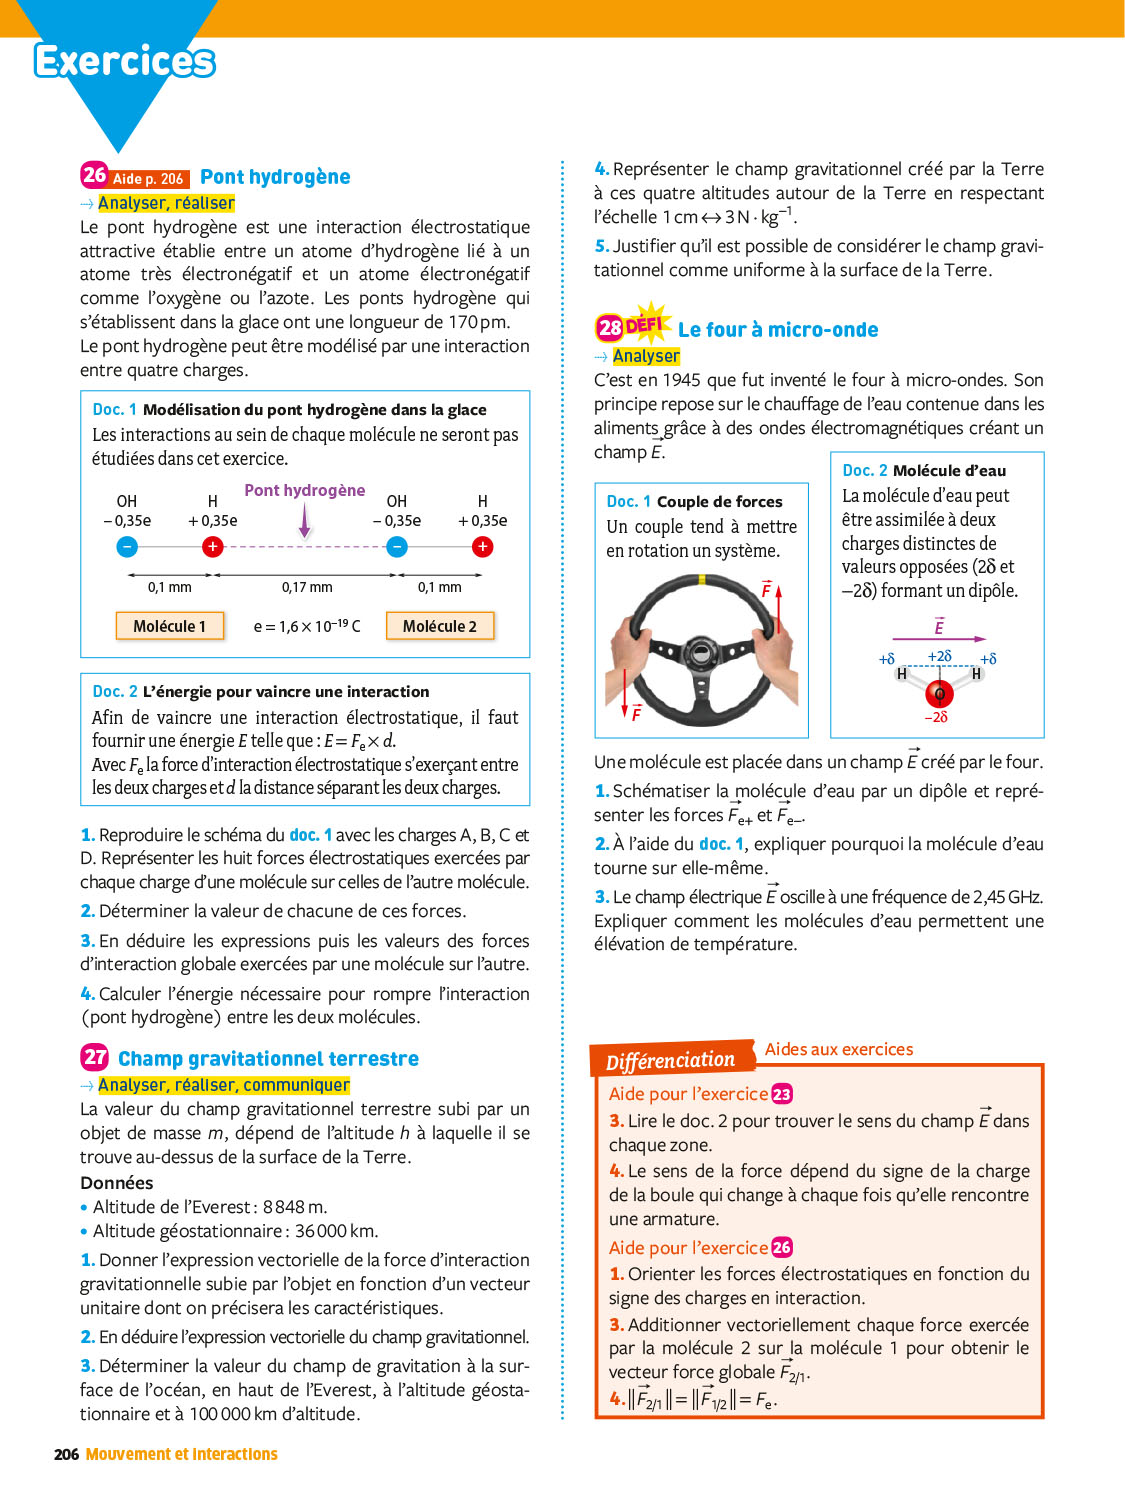 Exercices
26 Aide p. 206 Pont hydrogène
→ Analyser, réaliser
Le pont hydrogène est une interaction électrostatique
attractive établie entre un atome d’hydrogène lié à un
atome très électronégatif et un atome électronégatif
comme l’oxygène ou l’azote. Les ponts hydrogène qui
s’établissent dans la glace ont une longueur de 170 pm.
Le pont hydrogène peut être modélisé par une interaction
entre quatre charges.
Doc. 1 Modélisation du pont hydrogène dans la glace
Les interactions au sein de chaque molécule ne seront pas
étudiées dans cet exercice.
Pont hydrogène
OH H OH H
– 0,35e + 0,35e – 0,35e + 0,35e
– + – +
0,1 mm 0,17 mm 0,1 mm
Molécule 1 e = 1,6 × 10⁻¹⁹ C Molécule 2
Doc. 2 L’énergie pour vaincre une interaction
Afin de vaincre une interaction électrostatique, il faut
fournir une énergie E telle que : E = Fe × d.
Avec Fe la force d’interaction électrostatique s’exerçant entre
les deux charges et d la distance séparant les deux charges.
1. Reproduire le schéma du doc. 1 avec les charges A, B, C et
D. Représenter les huit forces électrostatiques exercées par
chaque charge d’une molécule sur celles de l’autre molécule.
2. Déterminer la valeur de chacune de ces forces.
3. En déduire les expressions puis les valeurs des forces
d’interaction globale exercées par une molécule sur l’autre.
4. Calculer l’énergie nécessaire pour rompre l’interaction
(pont hydrogène) entre les deux molécules.
27 Champ gravitationnel terrestre
→ Analyser, réaliser, communiquer
La valeur du champ gravitationnel terrestre subi par un
objet de masse m, dépend de l’altitude h à laquelle il se
trouve au-dessus de la surface de la Terre.
Données
• Altitude de l’Everest : 8 848 m.
• Altitude géostationnaire : 36 000 km.
1. Donner l’expression vectorielle de la force d’interaction
gravitationnelle subie par l’objet en fonction d’un vecteur
unitaire dont on précisera les caractéristiques.
2. En déduire l’expression vectorielle du champ gravitationnel.
3. Déterminer la valeur du champ de gravitation à la sur-
face de l’océan, en haut de l’Everest, à l’altitude géosta-
tionnaire et à 100 000 km d’altitude.
4. Représenter le champ gravitationnel créé par la Terre
à ces quatre altitudes autour de la Terre en respectant
l’échelle 1 cm ↔ 3 N · kg⁻¹.
5. Justifier qu’il est possible de considérer le champ gravi-
tationnel comme uniforme à la surface de la Terre.
28 DÉFI Le four à micro-onde
→ Analyser
C’est en 1945 que fut inventé le four à micro-ondes. Son
principe repose sur le chauffage de l’eau contenue dans les
aliments grâce à des ondes électromagnétiques créant un
champ E⃗.
Doc. 1 Couple de forces
Un couple tend à mettre
en rotation un système.
F⃗
F⃗
Doc. 2 Molécule d’eau
La molécule d’eau peut
être assimilée à deux
charges distinctes de
valeurs opposées (2δ et
–2δ) formant un dipôle.
E⃗
+δ +2δ +δ
H H
O
–2δ
Une molécule est placée dans un champ E⃗ créé par le four.
1. Schématiser la molécule d’eau par un dipôle et repré-
senter les forces F⃗e+ et F⃗e–.
2. À l’aide du doc. 1, expliquer pourquoi la molécule d’eau
tourne sur elle-même.
3. Le champ électrique E⃗ oscille à une fréquence de 2,45 GHz.
Expliquer comment les molécules d’eau permettent une
élévation de température.
Différenciation Aides aux exercices
Aide pour l’exercice 23
3. Lire le doc. 2 pour trouver le sens du champ E⃗ dans
chaque zone.
4. Le sens de la force dépend du signe de la charge
de la boule qui change à chaque fois qu’elle rencontre
une armature.
Aide pour l’exercice 26
1. Orienter les forces électrostatiques en fonction du
signe des charges en interaction.
3. Additionner vectoriellement chaque force exercée
par la molécule 2 sur la molécule 1 pour obtenir le
vecteur force globale F⃗2/1.
4. ||F⃗2/1|| = ||F⃗1/2|| = Fe.
206 Mouvement et interactions